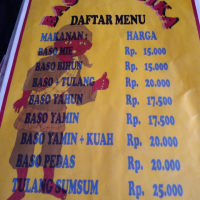 DAFTAR MENU
MAKANAN : HARGA
BASO MIE Rp. 15.000
BASO BIHUN Rp. 15.000
BASO + TULANG Rp. 20.000
BASO YAHUN Rp. 17.500
BASO YAMIN Rp. 17.500
BASO YAMIN + KUAH Rp. 20.000
BASO PEDAS Rp. 20.000
TULANG SUMSUM Rp. 25.000